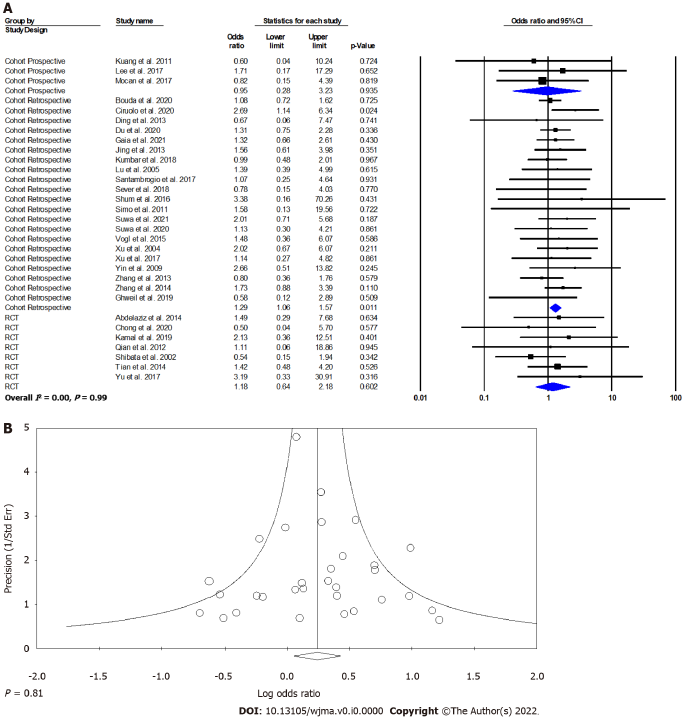 A
Group by Study name Statistics for each study Odds ratio and 95%CI
Study Design
Odds ratio Lower limit Upper limit p-Value
Cohort Prospective Kuang et al. 2011 0.60 0.04 10.24 0.724
Cohort Prospective Lee et al. 2017 1.71 0.17 17.29 0.652
Cohort Prospective Mocan et al. 2017 0.82 0.15 4.39 0.819
Cohort Prospective 0.95 0.28 3.23 0.935
Cohort Retrospective Bouda et al. 2020 1.08 0.72 1.62 0.725
Cohort Retrospective Ciruolo et al. 2020 2.69 1.14 6.34 0.024
Cohort Retrospective Ding et al. 2013 0.67 0.06 7.47 0.741
Cohort Retrospective Du et al. 2020 1.31 0.75 2.28 0.336
Cohort Retrospective Gaia et al. 2021 1.32 0.66 2.61 0.430
Cohort Retrospective Jing et al. 2013 1.56 0.61 3.98 0.351
Cohort Retrospective Kumbar et al. 2018 0.99 0.48 2.01 0.967
Cohort Retrospective Lu et al. 2005 1.39 0.39 4.99 0.615
Cohort Retrospective Santambrogio et al. 2017 1.07 0.25 4.64 0.931
Cohort Retrospective Sever et al. 2018 0.78 0.15 4.03 0.770
Cohort Retrospective Shum et al. 2016 3.38 0.16 70.26 0.431
Cohort Retrospective Simo et al. 2011 1.58 0.13 19.56 0.722
Cohort Retrospective Suwa et al. 2021 2.01 0.71 5.68 0.187
Cohort Retrospective Suwa et al. 2020 1.13 0.30 4.21 0.861
Cohort Retrospective Vogl et al. 2015 1.48 0.36 6.07 0.586
Cohort Retrospective Xu et al. 2004 2.02 0.67 6.07 0.211
Cohort Retrospective Xu et al. 2017 1.14 0.27 4.82 0.861
Cohort Retrospective Yin et al. 2009 2.66 0.51 13.82 0.245
Cohort Retrospective Zhang et al. 2013 0.80 0.36 1.76 0.579
Cohort Retrospective Zhang et al. 2014 1.73 0.88 3.39 0.110
Cohort Retrospective Ghweil et al. 2019 0.58 0.12 2.89 0.509
Cohort Retrospective 1.29 1.06 1.57 0.011
RCT Abdelaziz et al. 2014 1.49 0.29 7.68 0.634
RCT Chong et al. 2020 0.50 0.04 5.70 0.577
RCT Kamal et al. 2019 2.13 0.36 12.51 0.401
RCT Qian et al. 2012 1.11 0.06 18.86 0.945
RCT Shibata et al. 2002 0.54 0.15 1.94 0.342
RCT Tian et al. 2014 1.42 0.48 4.20 0.526
RCT Yu et al. 2017 3.19 0.33 30.91 0.316
RCT 1.18 0.64 2.18 0.602
Overall I² = 0.00, P = 0.99
0.01 0.1 1 10 100
B
5
4
3
2
1
0
Precision (1/Std Err)
-2.0 -1.5 -1.0 -0.5 0.0 0.5 1.0 1.5 2.0
P = 0.81
Log odds ratio
DOI: 10.13105/wjma.v0.i0.0000 Copyright ©The Author(s) 2022.